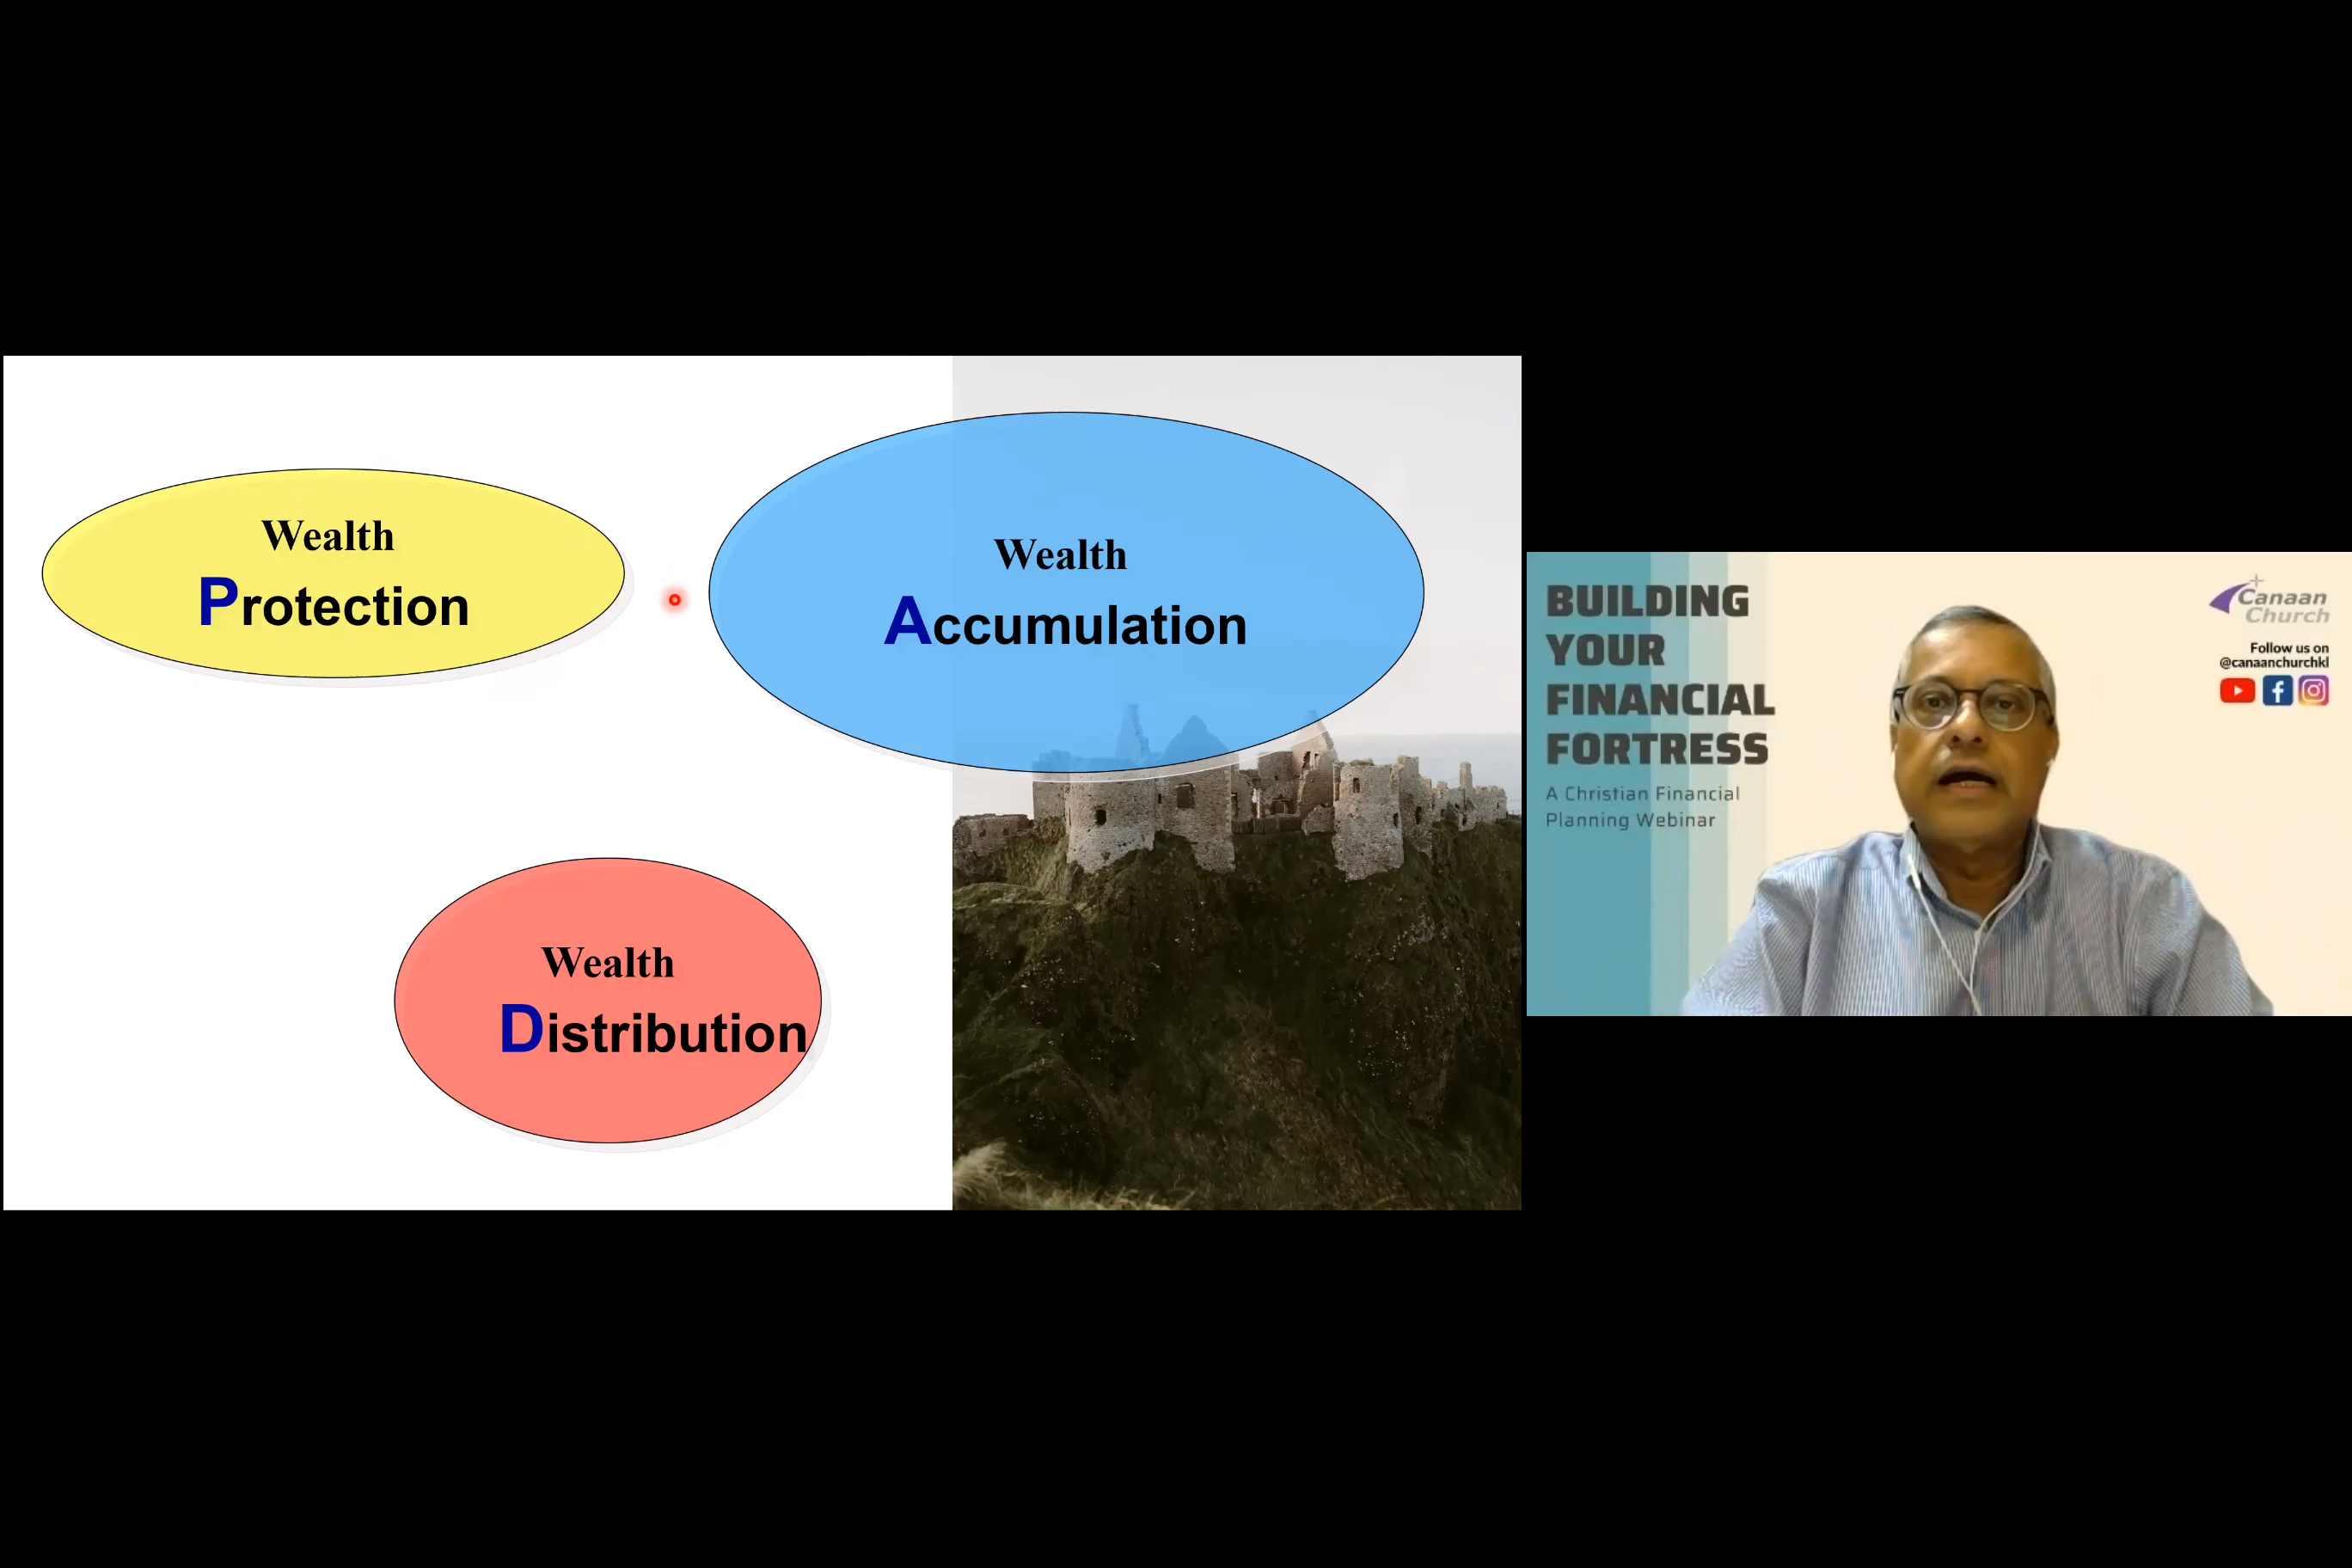 Wealth
Protection
Wealth
Accumulation
Wealth
Distribution
BUILDING
YOUR
FINANCIAL
FORTRESS
A Christian Financial
Planning Webinar
Canaan
Church
Follow us on
@canaanchurchkl